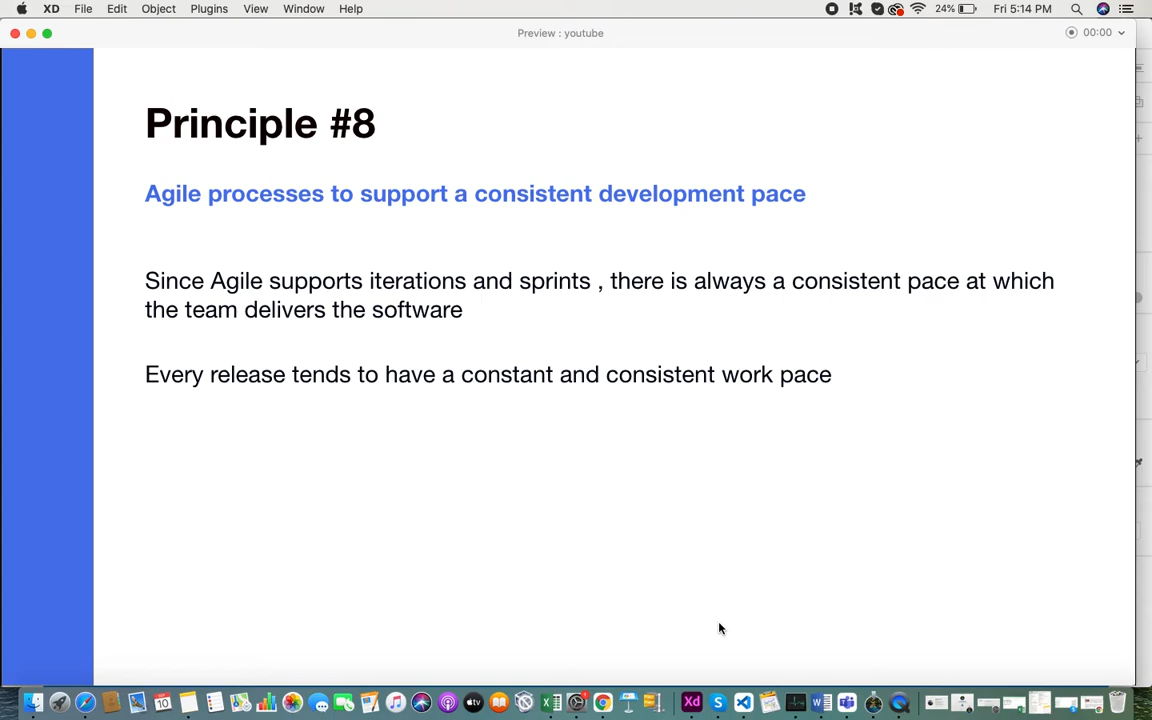 XD File Edit Object Plugins View Window Help 24% Fri 5:14 PM
Preview : youtube 00:00
Principle #8
Agile processes to support a consistent development pace
Since Agile supports iterations and sprints , there is always a consistent pace at which
the team delivers the software
Every release tends to have a constant and consistent work pace
tv Xd